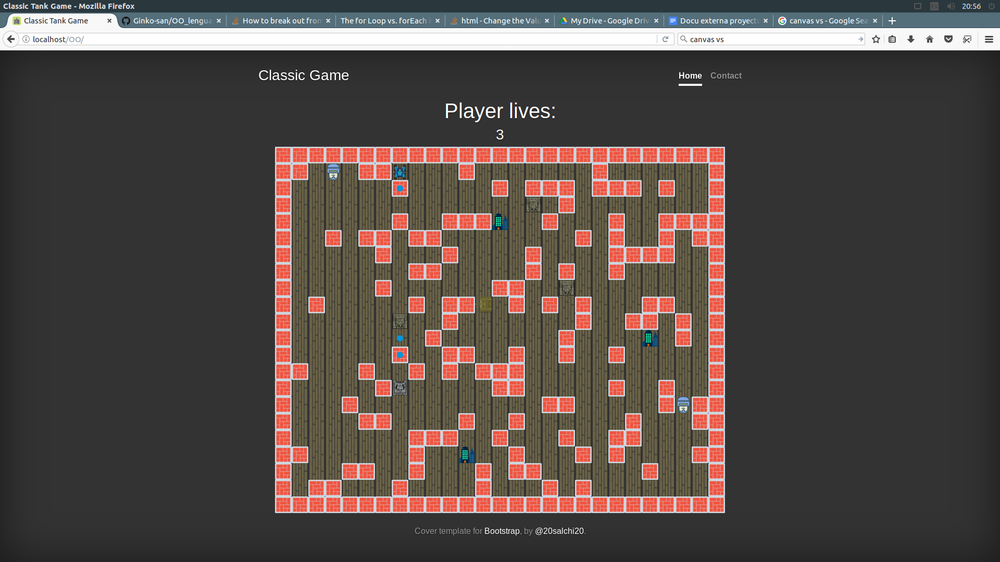 Classic Tank Game - Mozilla Firefox
Es
20:56
Classic Tank Game
Ginko-san/OO_lengua
How to break out from
The for Loop vs. forEach i
html - Change the Valu
My Drive - Google Driv
Docu externa proyecto
canvas vs - Google Sea
localhost/OO/
canvas vs
Classic Game
Home
Contact
Player lives:
3
Cover template for Bootstrap, by @20salchi20.